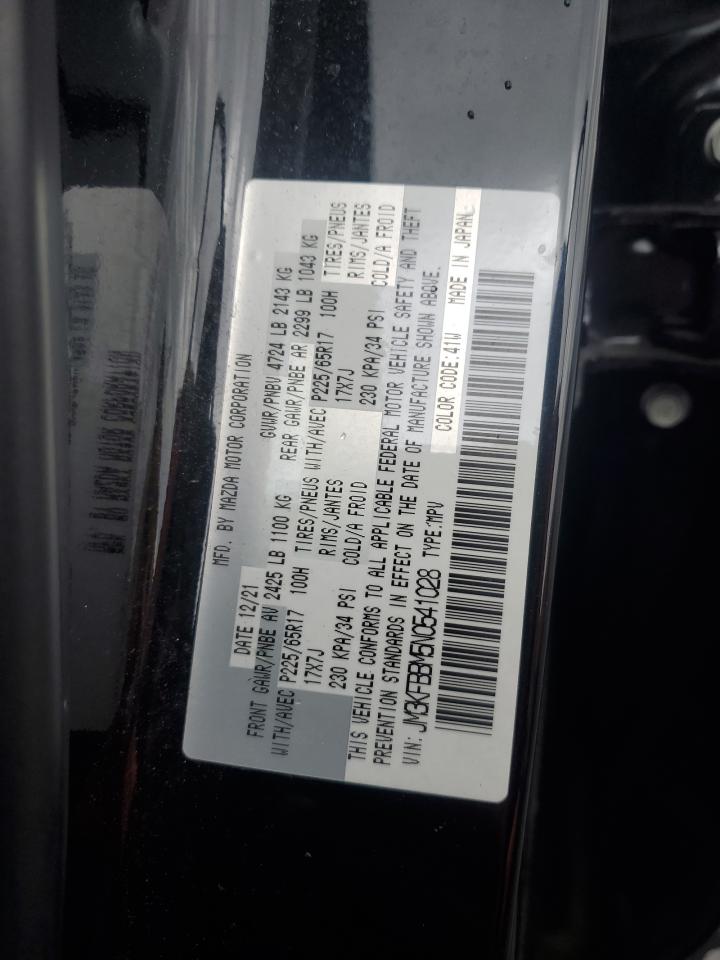 MFD. BY MAZDA MOTOR CORPORATION
DATE 12/21 GVWR/PNBV 4724 LB 2143 KG
FRONT GAWR/PNBE AV 2425 LB 1100 KG REAR GAWR/PNBE AR 2299 LB 1043 KG
WITH/AVEC P225/65R17 100H TIRES/PNEUS WITH/AVEC P225/65R17 100H TIRES/PNEUS
17X7J RIMS/JANTES 17X7J RIMS/JANTES
230 KPA/34 PSI COLD/A FROID 230 KPA/34 PSI COLD/A FROID
THIS VEHICLE CONFORMS TO ALL APPLICABLE FEDERAL MOTOR VEHICLE SAFETY AND THEFT
PREVENTION STANDARDS IN EFFECT ON THE DATE OF MANUFACTURE SHOWN ABOVE.
VIN: JM3KFBBM5N0541028 TYPE:MPV COLOR CODE:41W MADE IN JAPAN